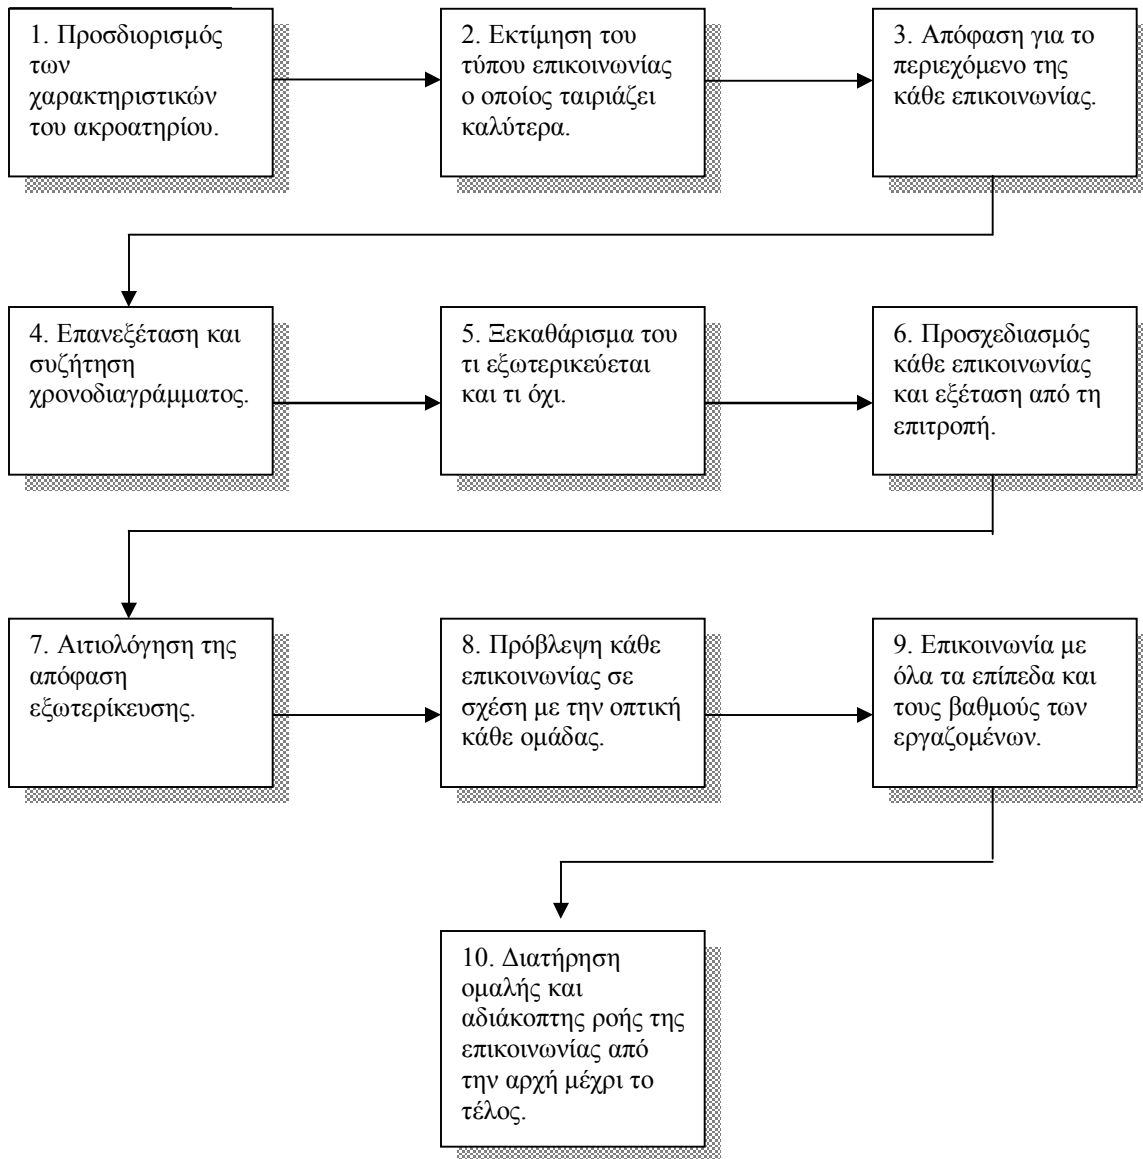 1. Προσδιορισμός
των
χαρακτηριστικών
του ακροατηρίου.
2. Εκτίμηση του
τύπου επικοινωνίας
ο οποίος ταιριάζει
καλύτερα.
3. Απόφαση για το
περιεχόμενο της
κάθε επικοινωνίας.
4. Επανεξέταση και
συζήτηση
χρονοδιαγράμματος.
5. Ξεκαθάρισμα του
τι εξωτερικεύεται
και τι όχι.
6. Προσχεδιασμός
κάθε επικοινωνίας
και εξέταση από τη
επιτροπή.
7. Αιτιολόγηση της
απόφαση
εξωτερίκευσης.
8. Πρόβλεψη κάθε
επικοινωνίας σε
σχέση με την οπτική
κάθε ομάδας.
9. Επικοινωνία με
όλα τα επίπεδα και
τους βαθμούς των
εργαζομένων.
10. Διατήρηση
ομαλής και
αδιάκοπτης ροής της
επικοινωνίας από
την αρχή μέχρι το
τέλος.